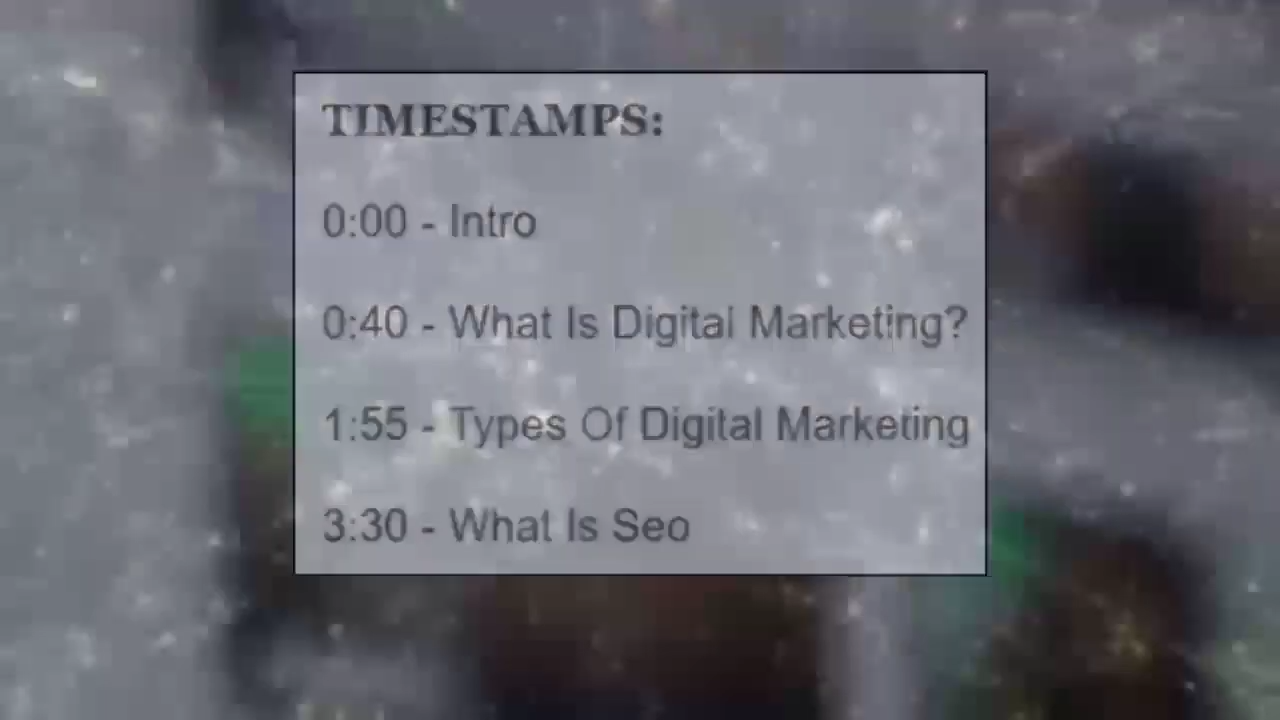 TIMESTAMPS:
0:00 - Intro
0:40 - What Is Digital Marketing?
1:55 - Types Of Digital Marketing
3:30 - What Is Seo